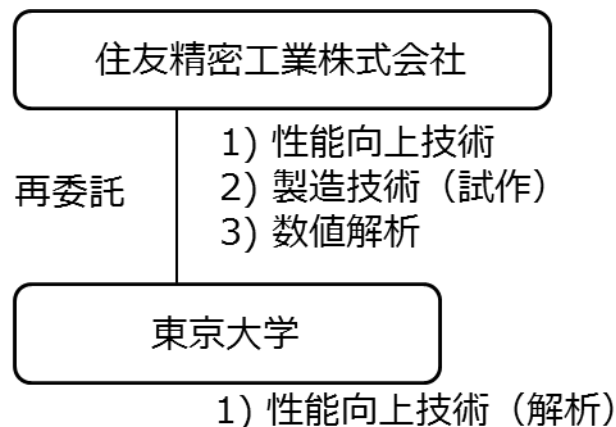 住友精密工業株式会社
1) 性能向上技術
再委託
2) 製造技術（試作）
3) 数値解析
東京大学
1) 性能向上技術（解析）